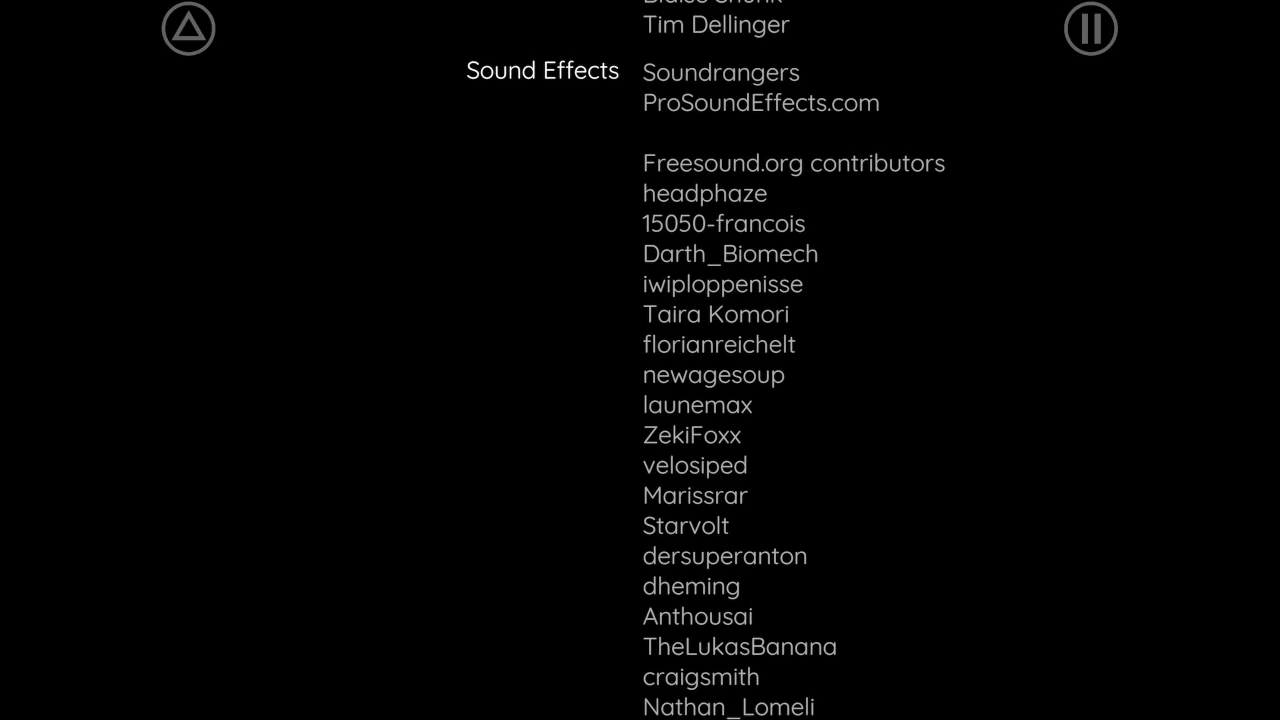 Tim Dellinger
Sound Effects Soundrangers
ProSoundEffects.com
Freesound.org contributors
headphaze
15050-francois
Darth_Biomech
iwiploppenisse
Taira Komori
florianreichelt
newagesoup
launemax
ZekiFoxx
velosiped
Marissrar
Starvolt
dersuperanton
dheming
Anthousai
TheLukasBanana
craigsmith
Nathan_Lomeli